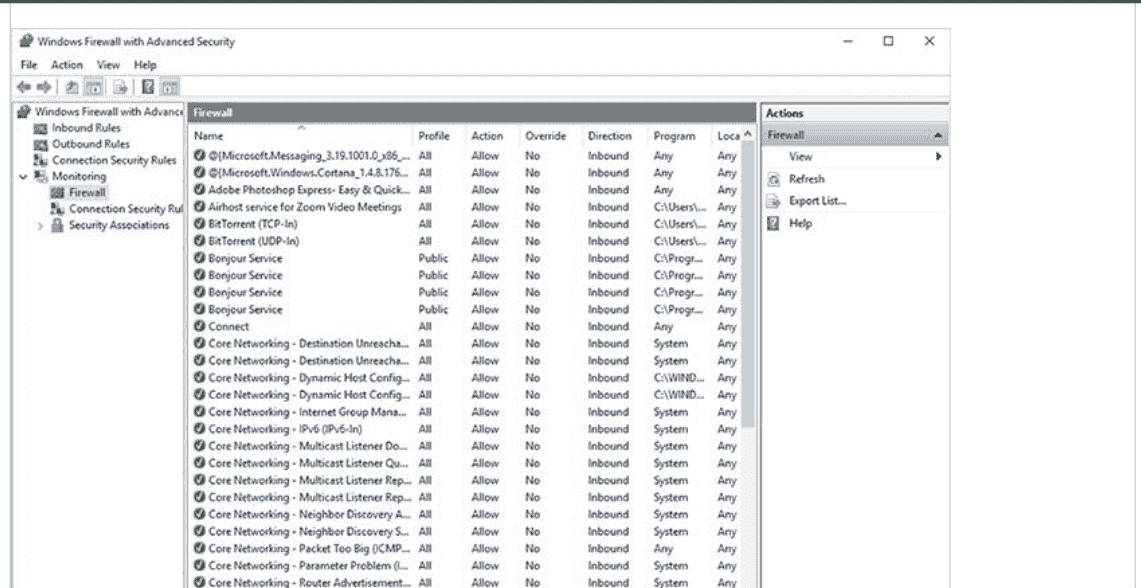 Windows Firewall with Advanced Security
File Action View Help
Windows Firewall with Advance
Inbound Rules
Outbound Rules
Connection Security Rules
Monitoring
Firewall
Connection Security Rul
Security Associations
Firewall
Name Profile Action Override Direction Program Loca
@{Microsoft.Messaging_3.19.1001.0_x86_... All Allow No Inbound Any Any
@{Microsoft.Windows.Cortana_1.4.8.176... All Allow No Inbound Any Any
Adobe Photoshop Express- Easy & Quick... All Allow No Inbound Any Any
Airhost service for Zoom Video Meetings All Allow No Inbound C:\Users\... Any
BitTorrent (TCP-In) All Allow No Inbound C:\Users\... Any
BitTorrent (UDP-In) All Allow No Inbound C:\Users\... Any
Bonjour Service Public Allow No Inbound C:\Progr... Any
Bonjour Service Public Allow No Inbound C:\Progr... Any
Bonjour Service Public Allow No Inbound C:\Progr... Any
Bonjour Service Public Allow No Inbound C:\Progr... Any
Connect All Allow No Inbound Any Any
Core Networking - Destination Unreacha... All Allow No Inbound System Any
Core Networking - Destination Unreacha... All Allow No Inbound System Any
Core Networking - Dynamic Host Config... All Allow No Inbound C:\WIND... Any
Core Networking - Dynamic Host Config... All Allow No Inbound C:\WIND... Any
Core Networking - Internet Group Mana... All Allow No Inbound System Any
Core Networking - IPv6 (IPv6-In) All Allow No Inbound System Any
Core Networking - Multicast Listener Do... All Allow No Inbound System Any
Core Networking - Multicast Listener Qu... All Allow No Inbound System Any
Core Networking - Multicast Listener Rep... All Allow No Inbound System Any
Core Networking - Multicast Listener Rep... All Allow No Inbound System Any
Core Networking - Neighbor Discovery A... All Allow No Inbound System Any
Core Networking - Neighbor Discovery S... All Allow No Inbound System Any
Core Networking - Packet Too Big (ICMP... All Allow No Inbound Any Any
Core Networking - Parameter Problem (I... All Allow No Inbound System Any
Core Networking - Router Advertisement... All Allow No Inbound System Any
Actions
Firewall
View
Refresh
Export List...
Help